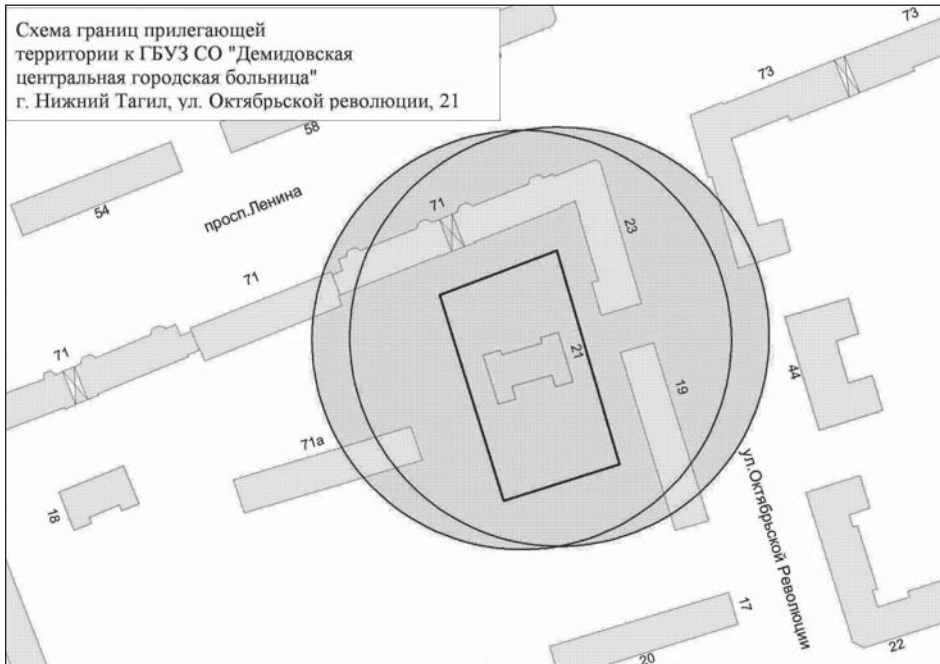 Схема границ прилегающей
территории к ГБУЗ СО "Демидовская
центральная городская больница"
г. Нижний Тагил, ул. Октябрьской революции, 21
73
73
58
54
просп.Ленина
71
23
71
71
21
19
44
71а
18
ул.Октябрьской Революции
17
20
22